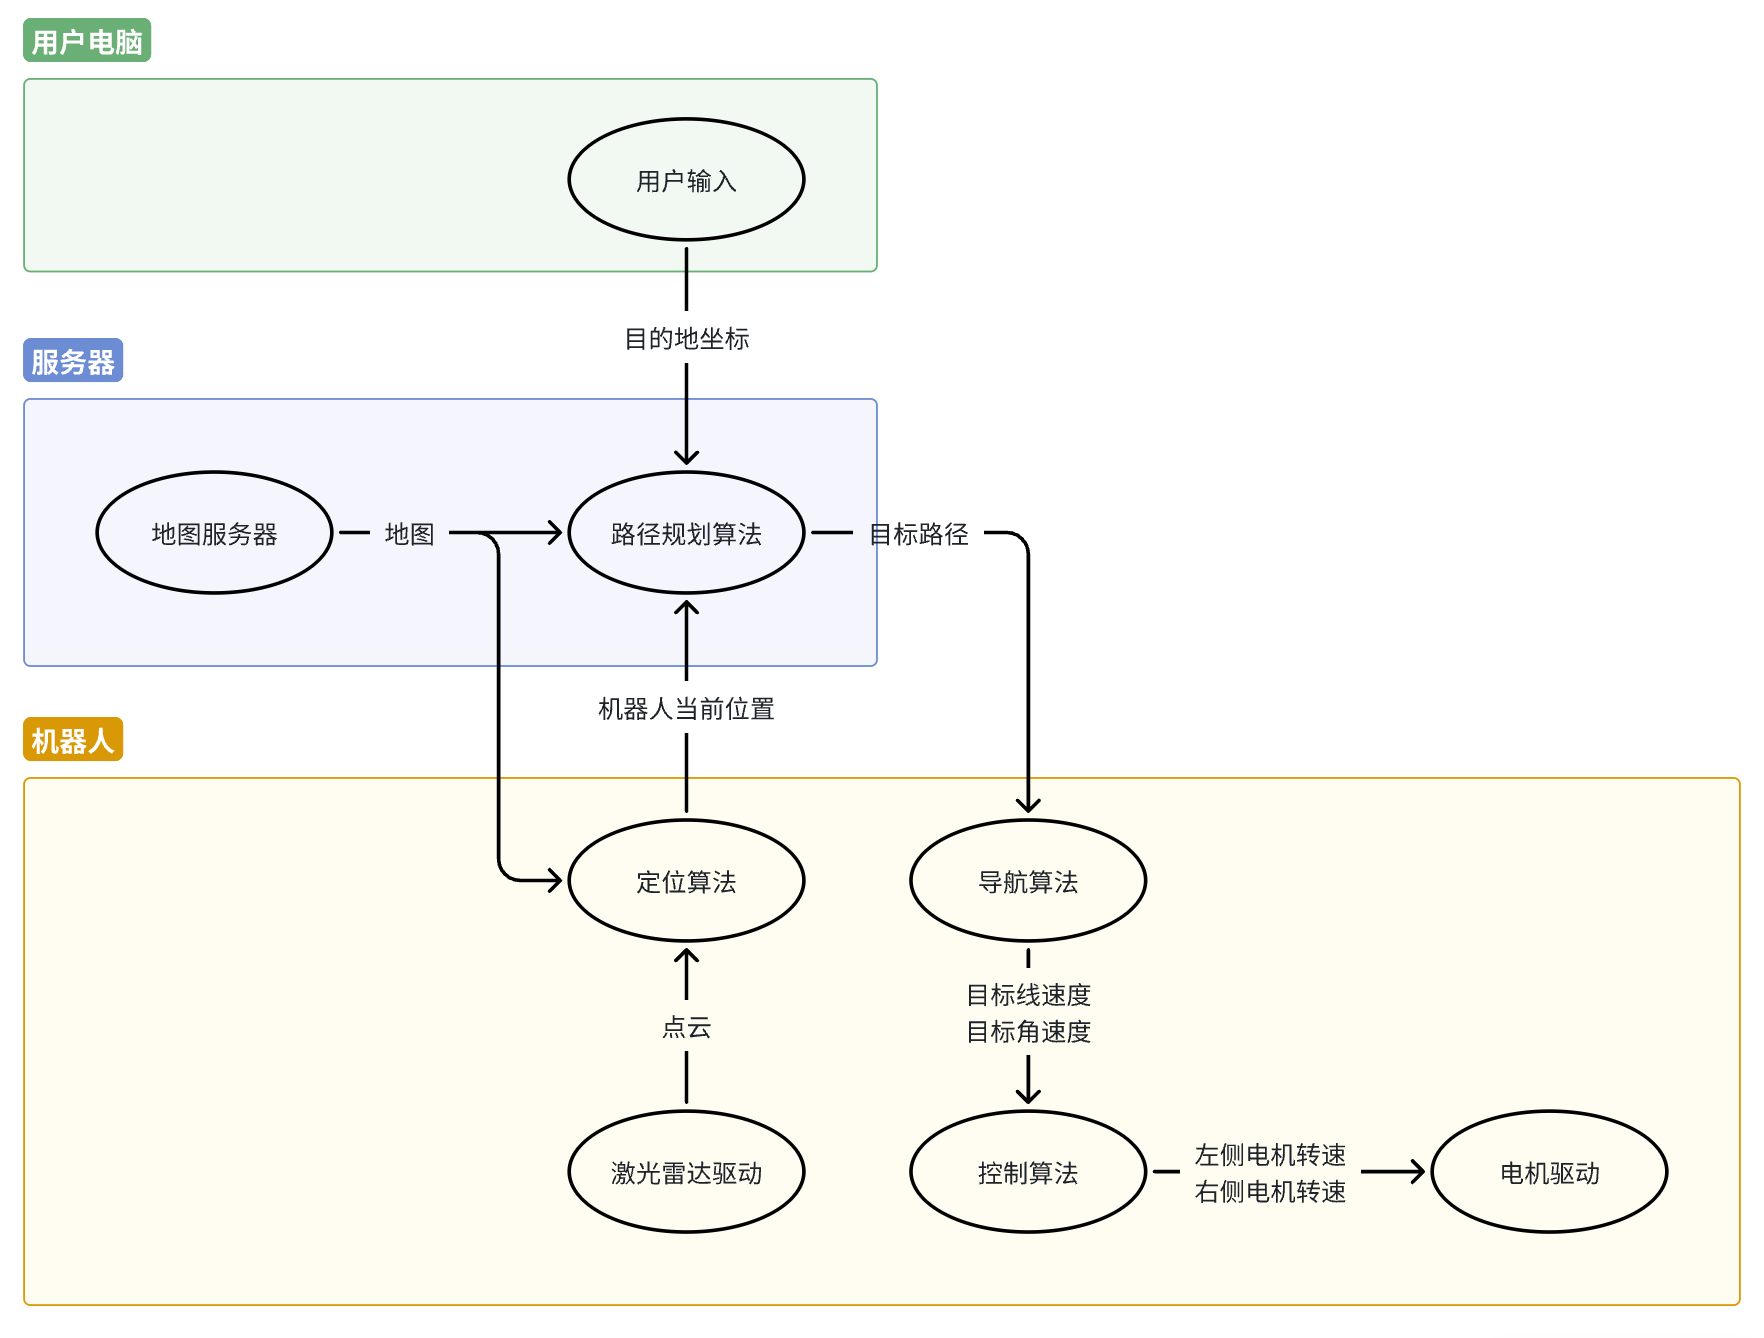 用户电脑
用户输入
目的地坐标
服务器
地图服务器
地图
路径规划算法
目标路径
机器人当前位置
机器人
定位算法
导航算法
点云
目标线速度
目标角速度
激光雷达驱动
控制算法
左侧电机转速
右侧电机转速
电机驱动